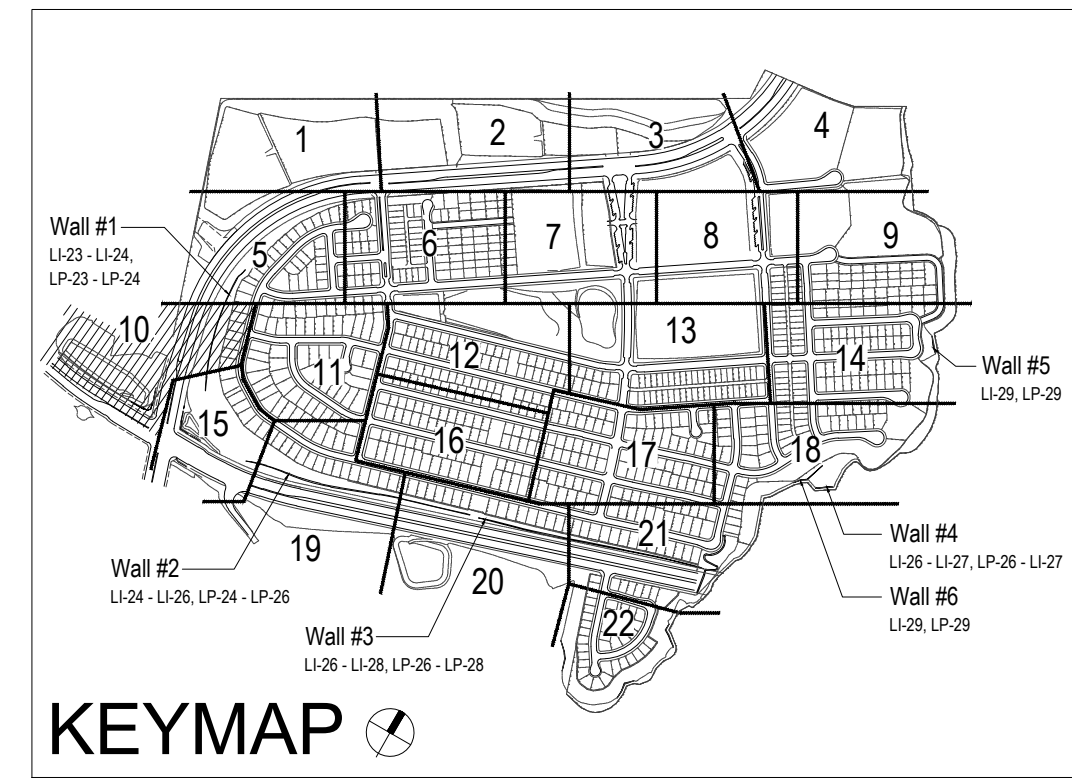 1
2
3
4
Wall #1
LI-23 - LI-24,
LP-23 - LP-24
5
6
7
8
9
10
11
12
13
14
Wall #5
LI-29, LP-29
15
16
17
18
Wall #4
LI-26 - LI-27, LP-26 - LI-27
19
20
21
Wall #2
LI-24 - LI-26, LP-24 - LP-26
Wall #6
LI-29, LP-29
22
Wall #3
LI-26 - LI-28, LP-26 - LP-28
KEYMAP